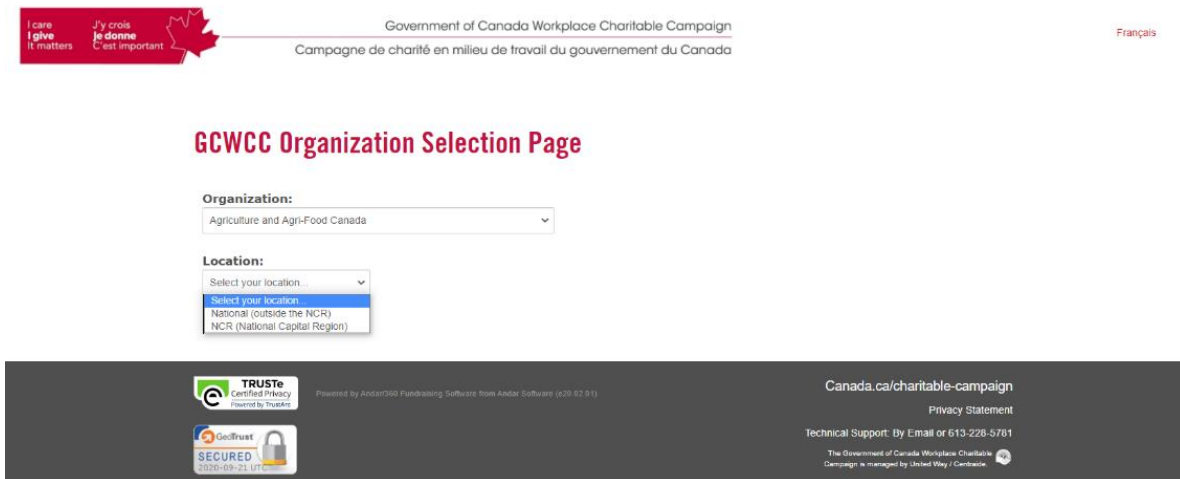 I care
I give
It matters
J'y crois
je donne
C'est important
Government of Canada Workplace Charitable Campaign
Campagne de charité en milieu de travail du gouvernement du Canada
Français
GCWCC Organization Selection Page
Organization:
Agriculture and Agri-Food Canada
Location:
Select your location...
Select your location...
National (outside the NCR)
NCR (National Capital Region)
TRUSTe
Certified Privacy
Powered by TrustArc
Powered by Andar/360 Fundraising Software from Andar Software (e20.02.01)
GeoTrust
SECURED
2020-09-21 UTC
Canada.ca/charitable-campaign
Privacy Statement
Technical Support: By Email or 613-228-5781
The Government of Canada Workplace Charitable
Campaign is managed by United Way / Centraide.